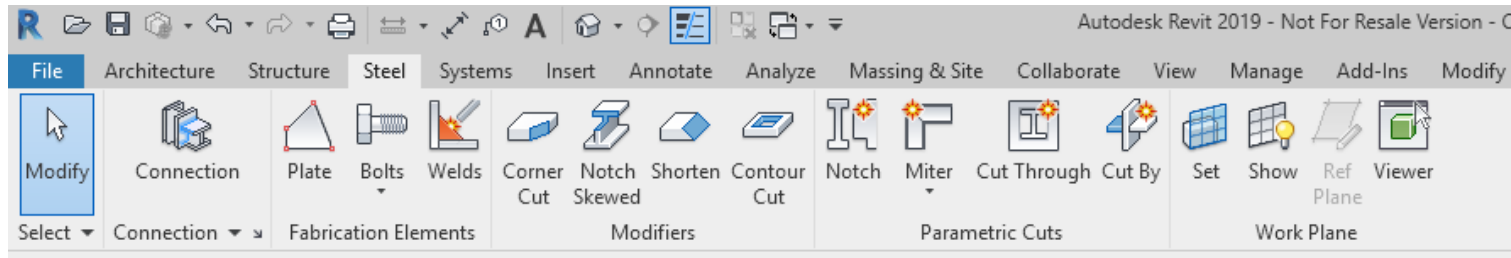 Autodesk Revit 2019 - Not For Resale Version -
File Architecture Structure Steel Systems Insert Annotate Analyze Massing & Site Collaborate View Manage Add-Ins Modify
Modify Connection Plate Bolts Welds Corner Notch Shorten Contour Notch Miter Cut Through Cut By Set Show Ref Viewer
Cut Skewed Cut Plane
Select Connection Fabrication Elements Modifiers Parametric Cuts Work Plane